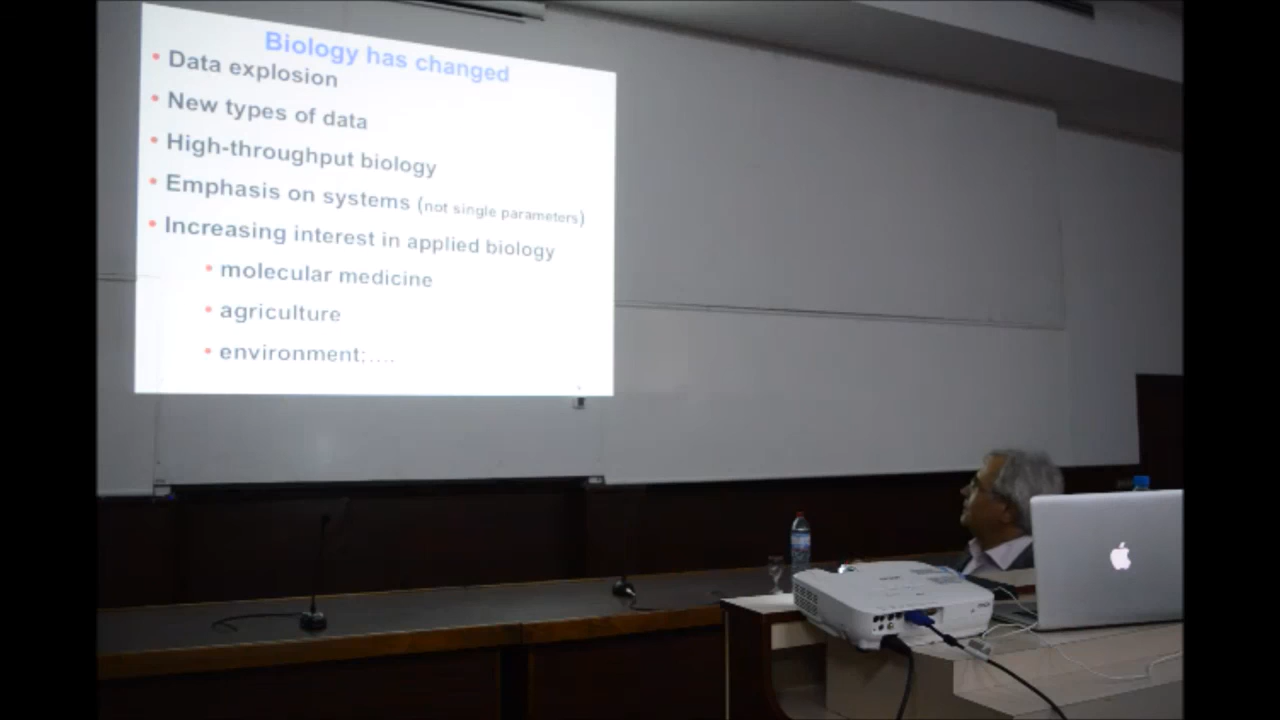 Biology has changed
• Data explosion
• New types of data
• High-throughput biology
• Emphasis on systems (not single parameters)
• Increasing interest in applied biology
• molecular medicine
• agriculture
• environment:....